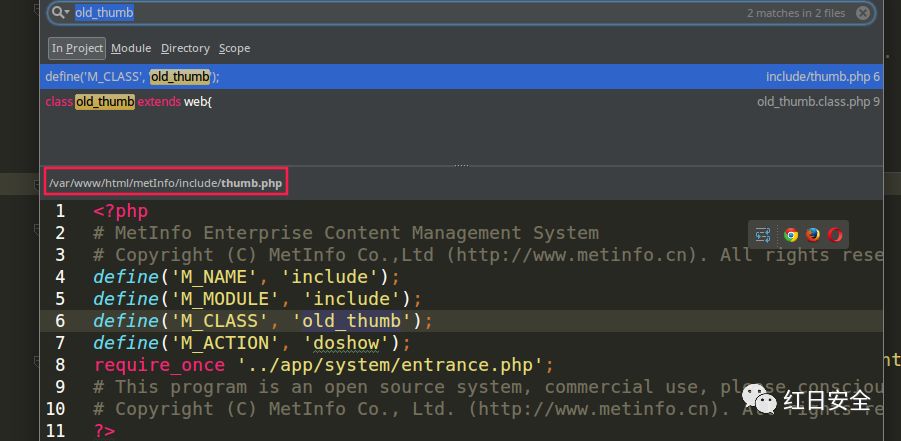 old_thumb 2 matches in 2 files
In Project Module Directory Scope
define('M_CLASS', 'old_thumb'); include/thumb.php 6
class old_thumb extends web{ old_thumb.class.php 9
/var/www/html/metInfo/include/thumb.php
1 <?php
2 # MetInfo Enterprise Content Management System
3 # Copyright (C) MetInfo Co.,Ltd (http://www.metinfo.cn). All rights rese
4 define('M_NAME', 'include');
5 define('M_MODULE', 'include');
6 define('M_CLASS', 'old_thumb');
7 define('M_ACTION', 'doshow');
8 require_once '../app/system/entrance.php';
9 # This program is an open source system, commercial use, please consciou
10 # Copyright (C) MetInfo Co., Ltd. (http://www.metinfo.cn). All rights re
11 ?>
红日安全